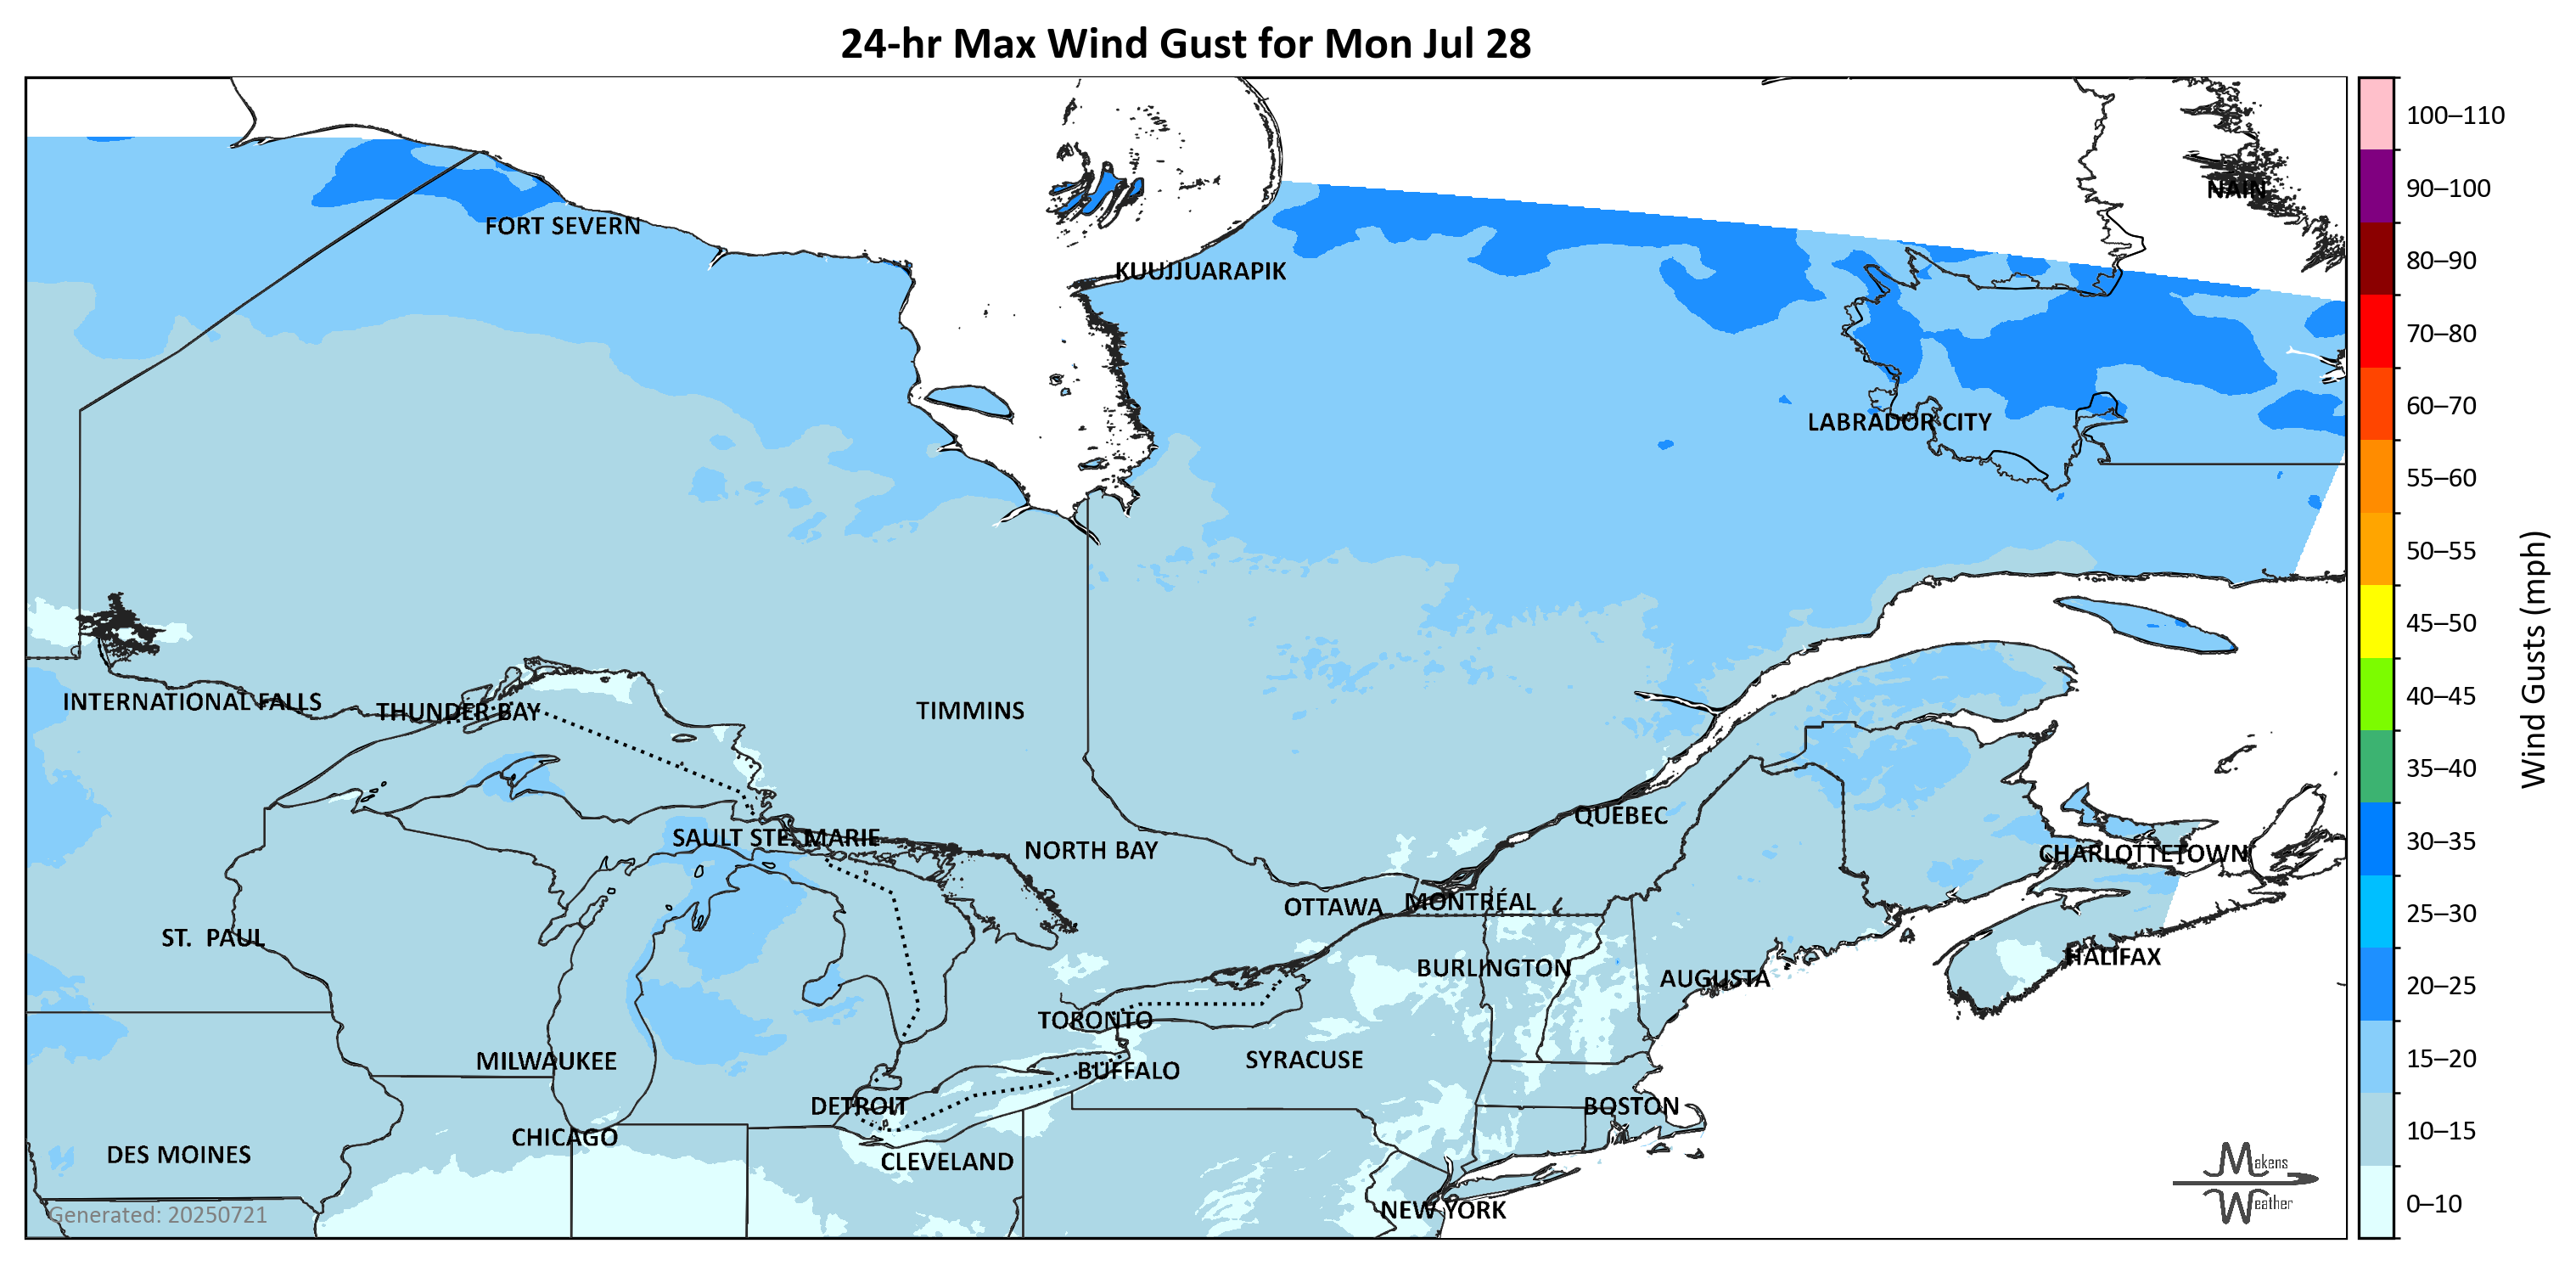 24-hr Max Wind Gust for Mon Jul 28
100–110
90–100
NAIN
FORT SEVERN
80–90
KUUJJUARAPIK
70–80
60–70
LABRADOR CITY
55–60
50–55
45–50
Wind Gusts (mph)
40–45
INTERNATIONAL FALLS
THUNDER BAY
TIMMINS
35–40
QUÉBEC
30–35
SAULT STE. MARIE
NORTH BAY
CHARLOTTETOWN
OTTAWA
MONTRÉAL
25–30
ST. PAUL
HALIFAX
BURLINGTON
AUGUSTA
20–25
TORONTO
MILWAUKEE
SYRACUSE
15–20
BUFFALO
DETROIT
BOSTON
CHICAGO
10–15
DES MOINES
CLEVELAND
Makens
Weather
NEW YORK
0–10
Generated: 20250721